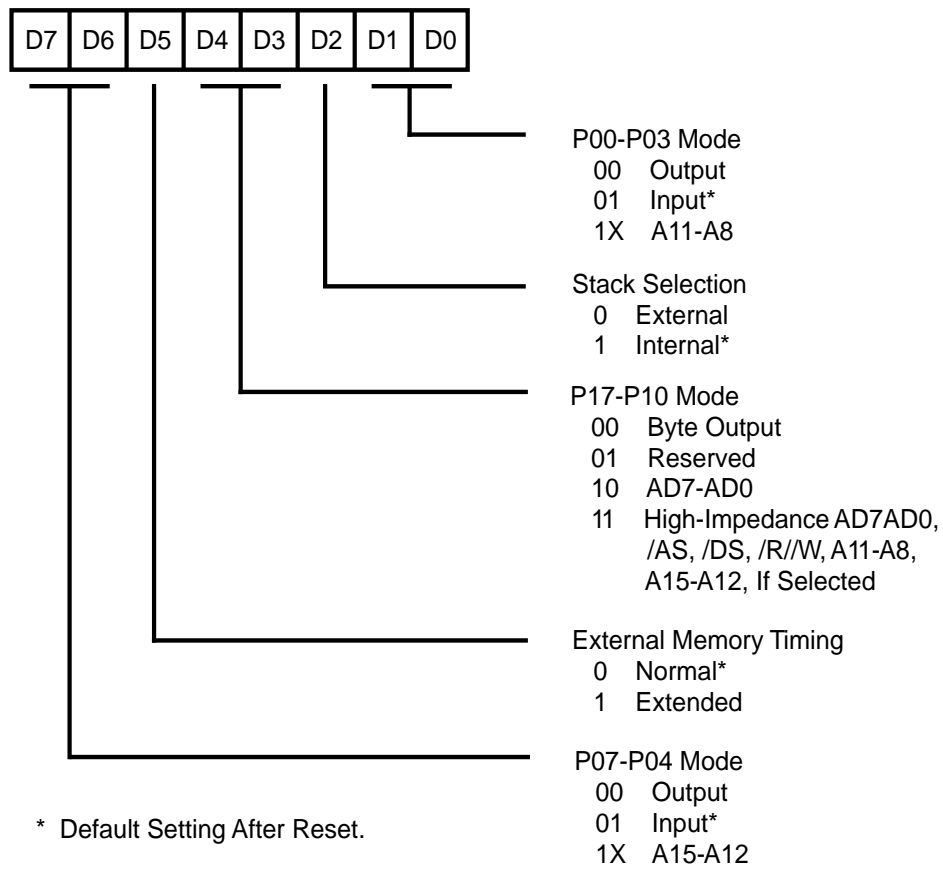 D7 D6 D5 D4 D3 D2 D1 D0
P00-P03 Mode
00 Output
01 Input*
1X A11-A8
Stack Selection
0 External
1 Internal*
P17-P10 Mode
00 Byte Output
01 Reserved
10 AD7-AD0
11 High-Impedance AD7AD0,
/AS, /DS, /R//W, A11-A8,
A15-A12, If Selected
External Memory Timing
0 Normal*
1 Extended
P07-P04 Mode
00 Output
01 Input*
1X A15-A12
* Default Setting After Reset.